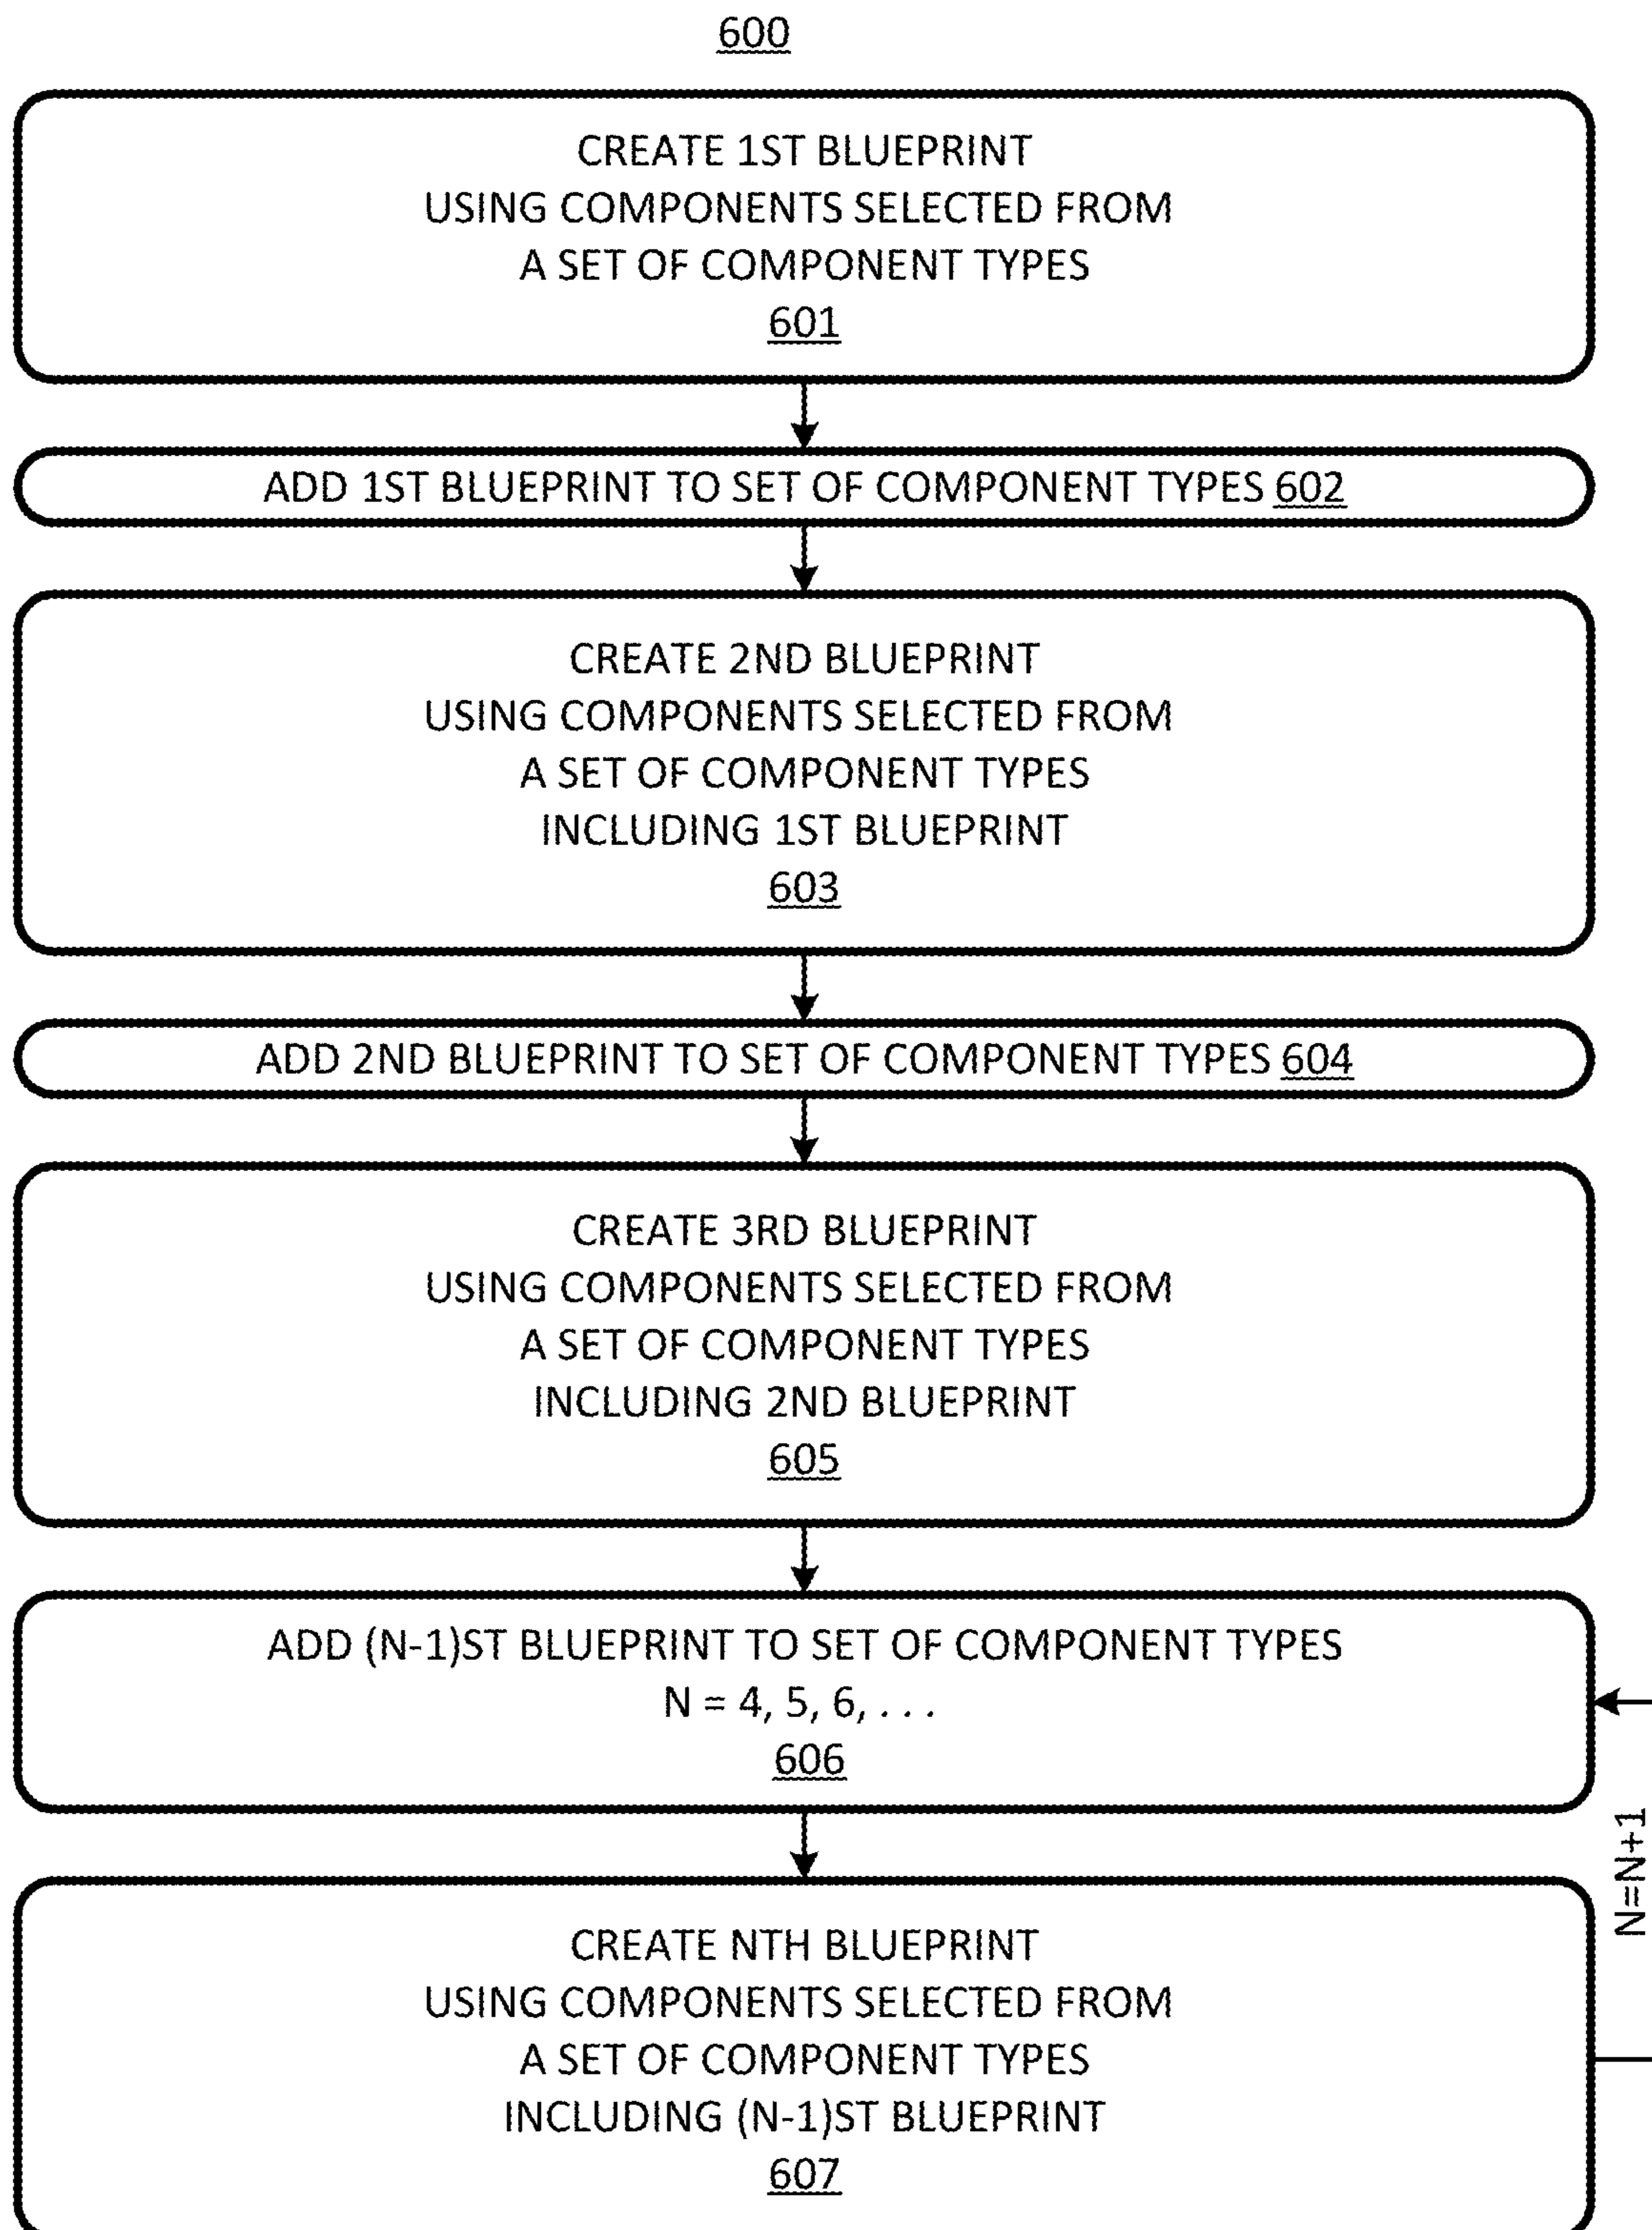 600
CREATE 1ST BLUEPRINT
USING COMPONENTS SELECTED FROM
A SET OF COMPONENT TYPES
601
ADD 1ST BLUEPRINT TO SET OF COMPONENT TYPES 602
CREATE 2ND BLUEPRINT
USING COMPONENTS SELECTED FROM
A SET OF COMPONENT TYPES
INCLUDING 1ST BLUEPRINT
603
ADD 2ND BLUEPRINT TO SET OF COMPONENT TYPES 604
CREATE 3RD BLUEPRINT
USING COMPONENTS SELECTED FROM
A SET OF COMPONENT TYPES
INCLUDING 2ND BLUEPRINT
605
ADD (N-1)ST BLUEPRINT TO SET OF COMPONENT TYPES
N = 4, 5, 6, . . .
606
N=N+1
CREATE NTH BLUEPRINT
USING COMPONENTS SELECTED FROM
A SET OF COMPONENT TYPES
INCLUDING (N-1)ST BLUEPRINT
607